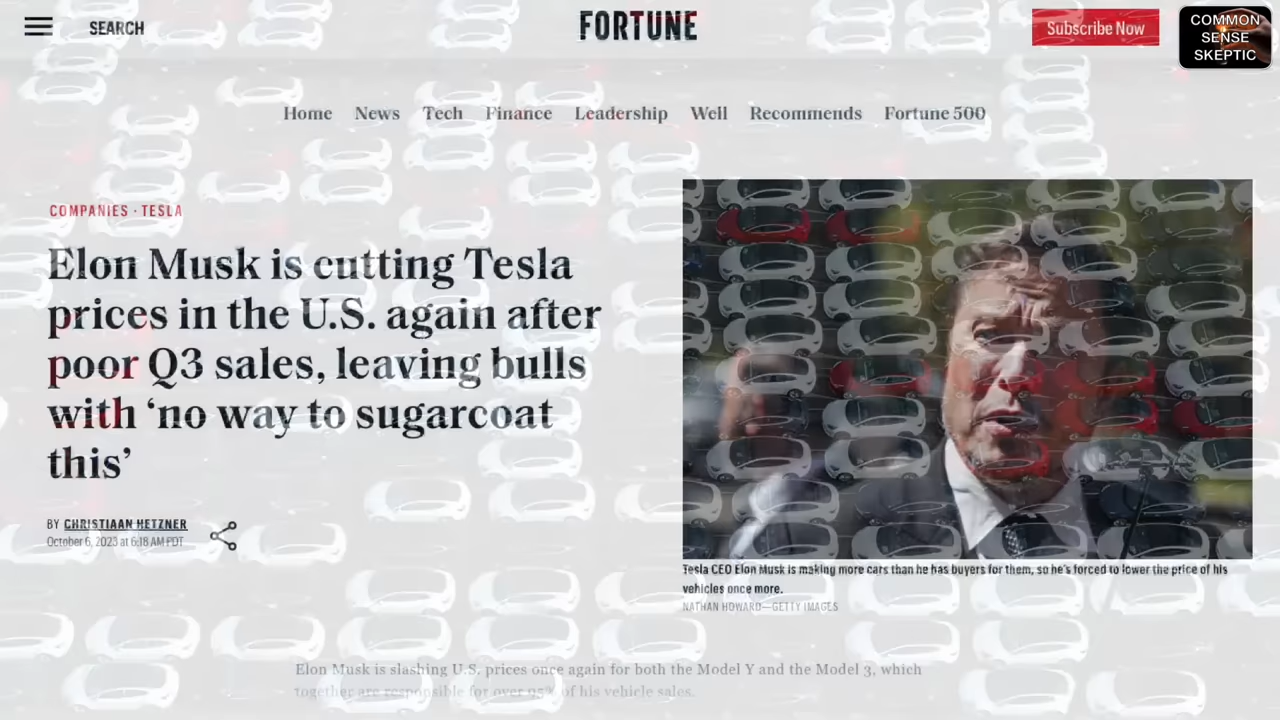 SEARCH
FORTUNE
Subscribe Now
COMMON
SENSE
SKEPTIC
Home News Tech Finance Leadership Well Recommends Fortune 500
COMPANIES · TESLA
Elon Musk is cutting Tesla
prices in the U.S. again after
poor Q3 sales, leaving bulls
with ‘no way to sugarcoat
this’
BY CHRISTIAAN HETZNER
October 6, 2023 at 6:18 AM PDT
Tesla CEO Elon Musk is making more cars than he has buyers for them, so he's forced to lower the price of his
vehicles once more.
NATHAN HOWARD—GETTY IMAGES
Elon Musk is slashing U.S. prices once again for both the Model Y and the Model 3, which
together are responsible for over 95% of his vehicle sales.